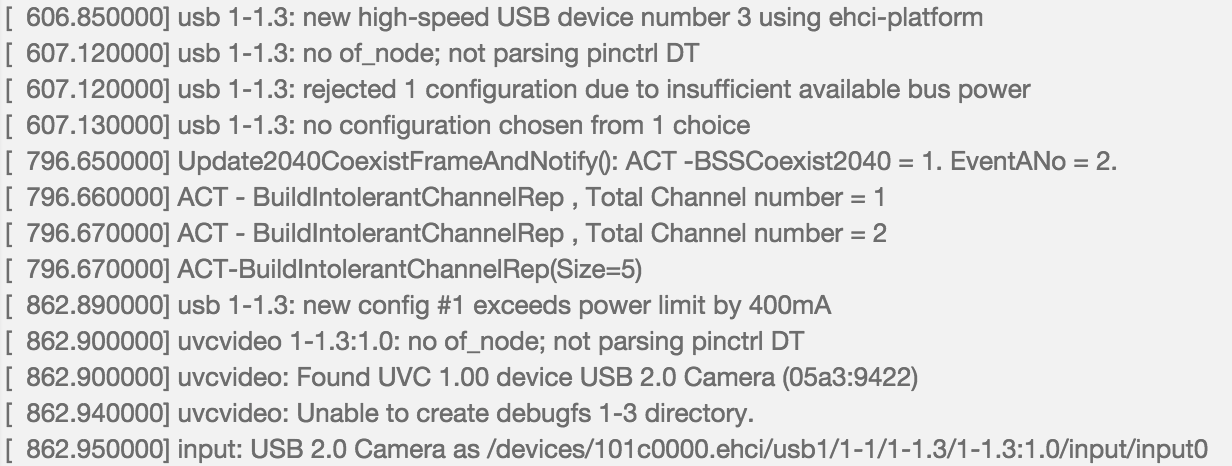 [  606.850000] usb 1-1.3: new high-speed USB device number 3 using ehci-platform
[  607.120000] usb 1-1.3: no of_node; not parsing pinctrl DT
[  607.120000] usb 1-1.3: rejected 1 configuration due to insufficient available bus power
[  607.130000] usb 1-1.3: no configuration chosen from 1 choice
[  796.650000] Update2040CoexistFrameAndNotify(): ACT -BSSCoexist2040 = 1. EventANo = 2.
[  796.660000] ACT - BuildIntolerantChannelRep , Total Channel number = 1
[  796.670000] ACT - BuildIntolerantChannelRep , Total Channel number = 2
[  796.670000] ACT-BuildIntolerantChannelRep(Size=5)
[  862.890000] usb 1-1.3: new config #1 exceeds power limit by 400mA
[  862.900000] uvcvideo 1-1.3:1.0: no of_node; not parsing pinctrl DT
[  862.900000] uvcvideo: Found UVC 1.00 device USB 2.0 Camera (05a3:9422)
[  862.940000] uvcvideo: Unable to create debugfs 1-3 directory.
[  862.950000] input: USB 2.0 Camera as /devices/101c0000.ehci/usb1/1-1/1-1.3/1-1.3:1.0/input/input0